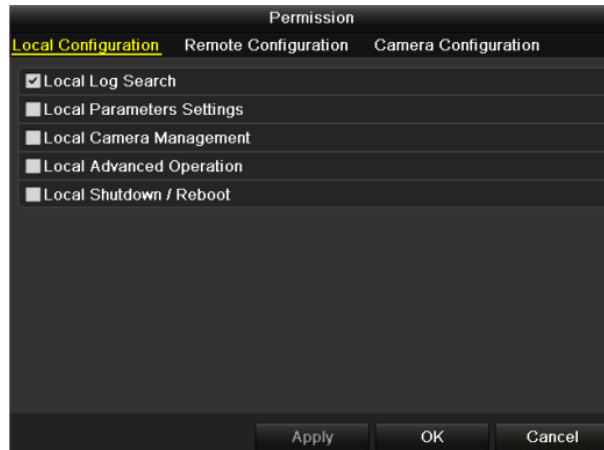 Permission
Local Configuration Remote Configuration Camera Configuration
Local Log Search
Local Parameters Settings
Local Camera Management
Local Advanced Operation
Local Shutdown / Reboot
Apply OK Cancel